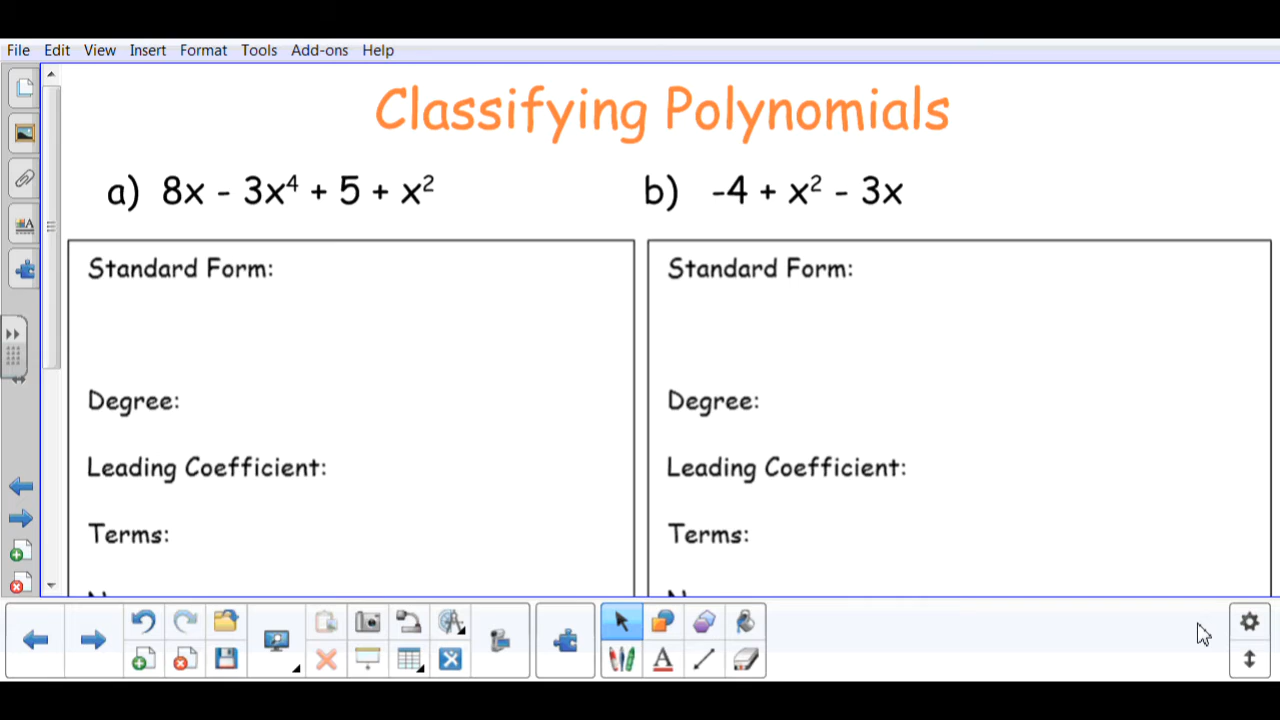 File Edit View Insert Format Tools Add-ons Help
Classifying Polynomials
a) 8x - 3x⁴ + 5 + x²
b) -4 + x² - 3x
Standard Form:
Degree:
Leading Coefficient:
Terms:
Standard Form:
Degree:
Leading Coefficient:
Terms: